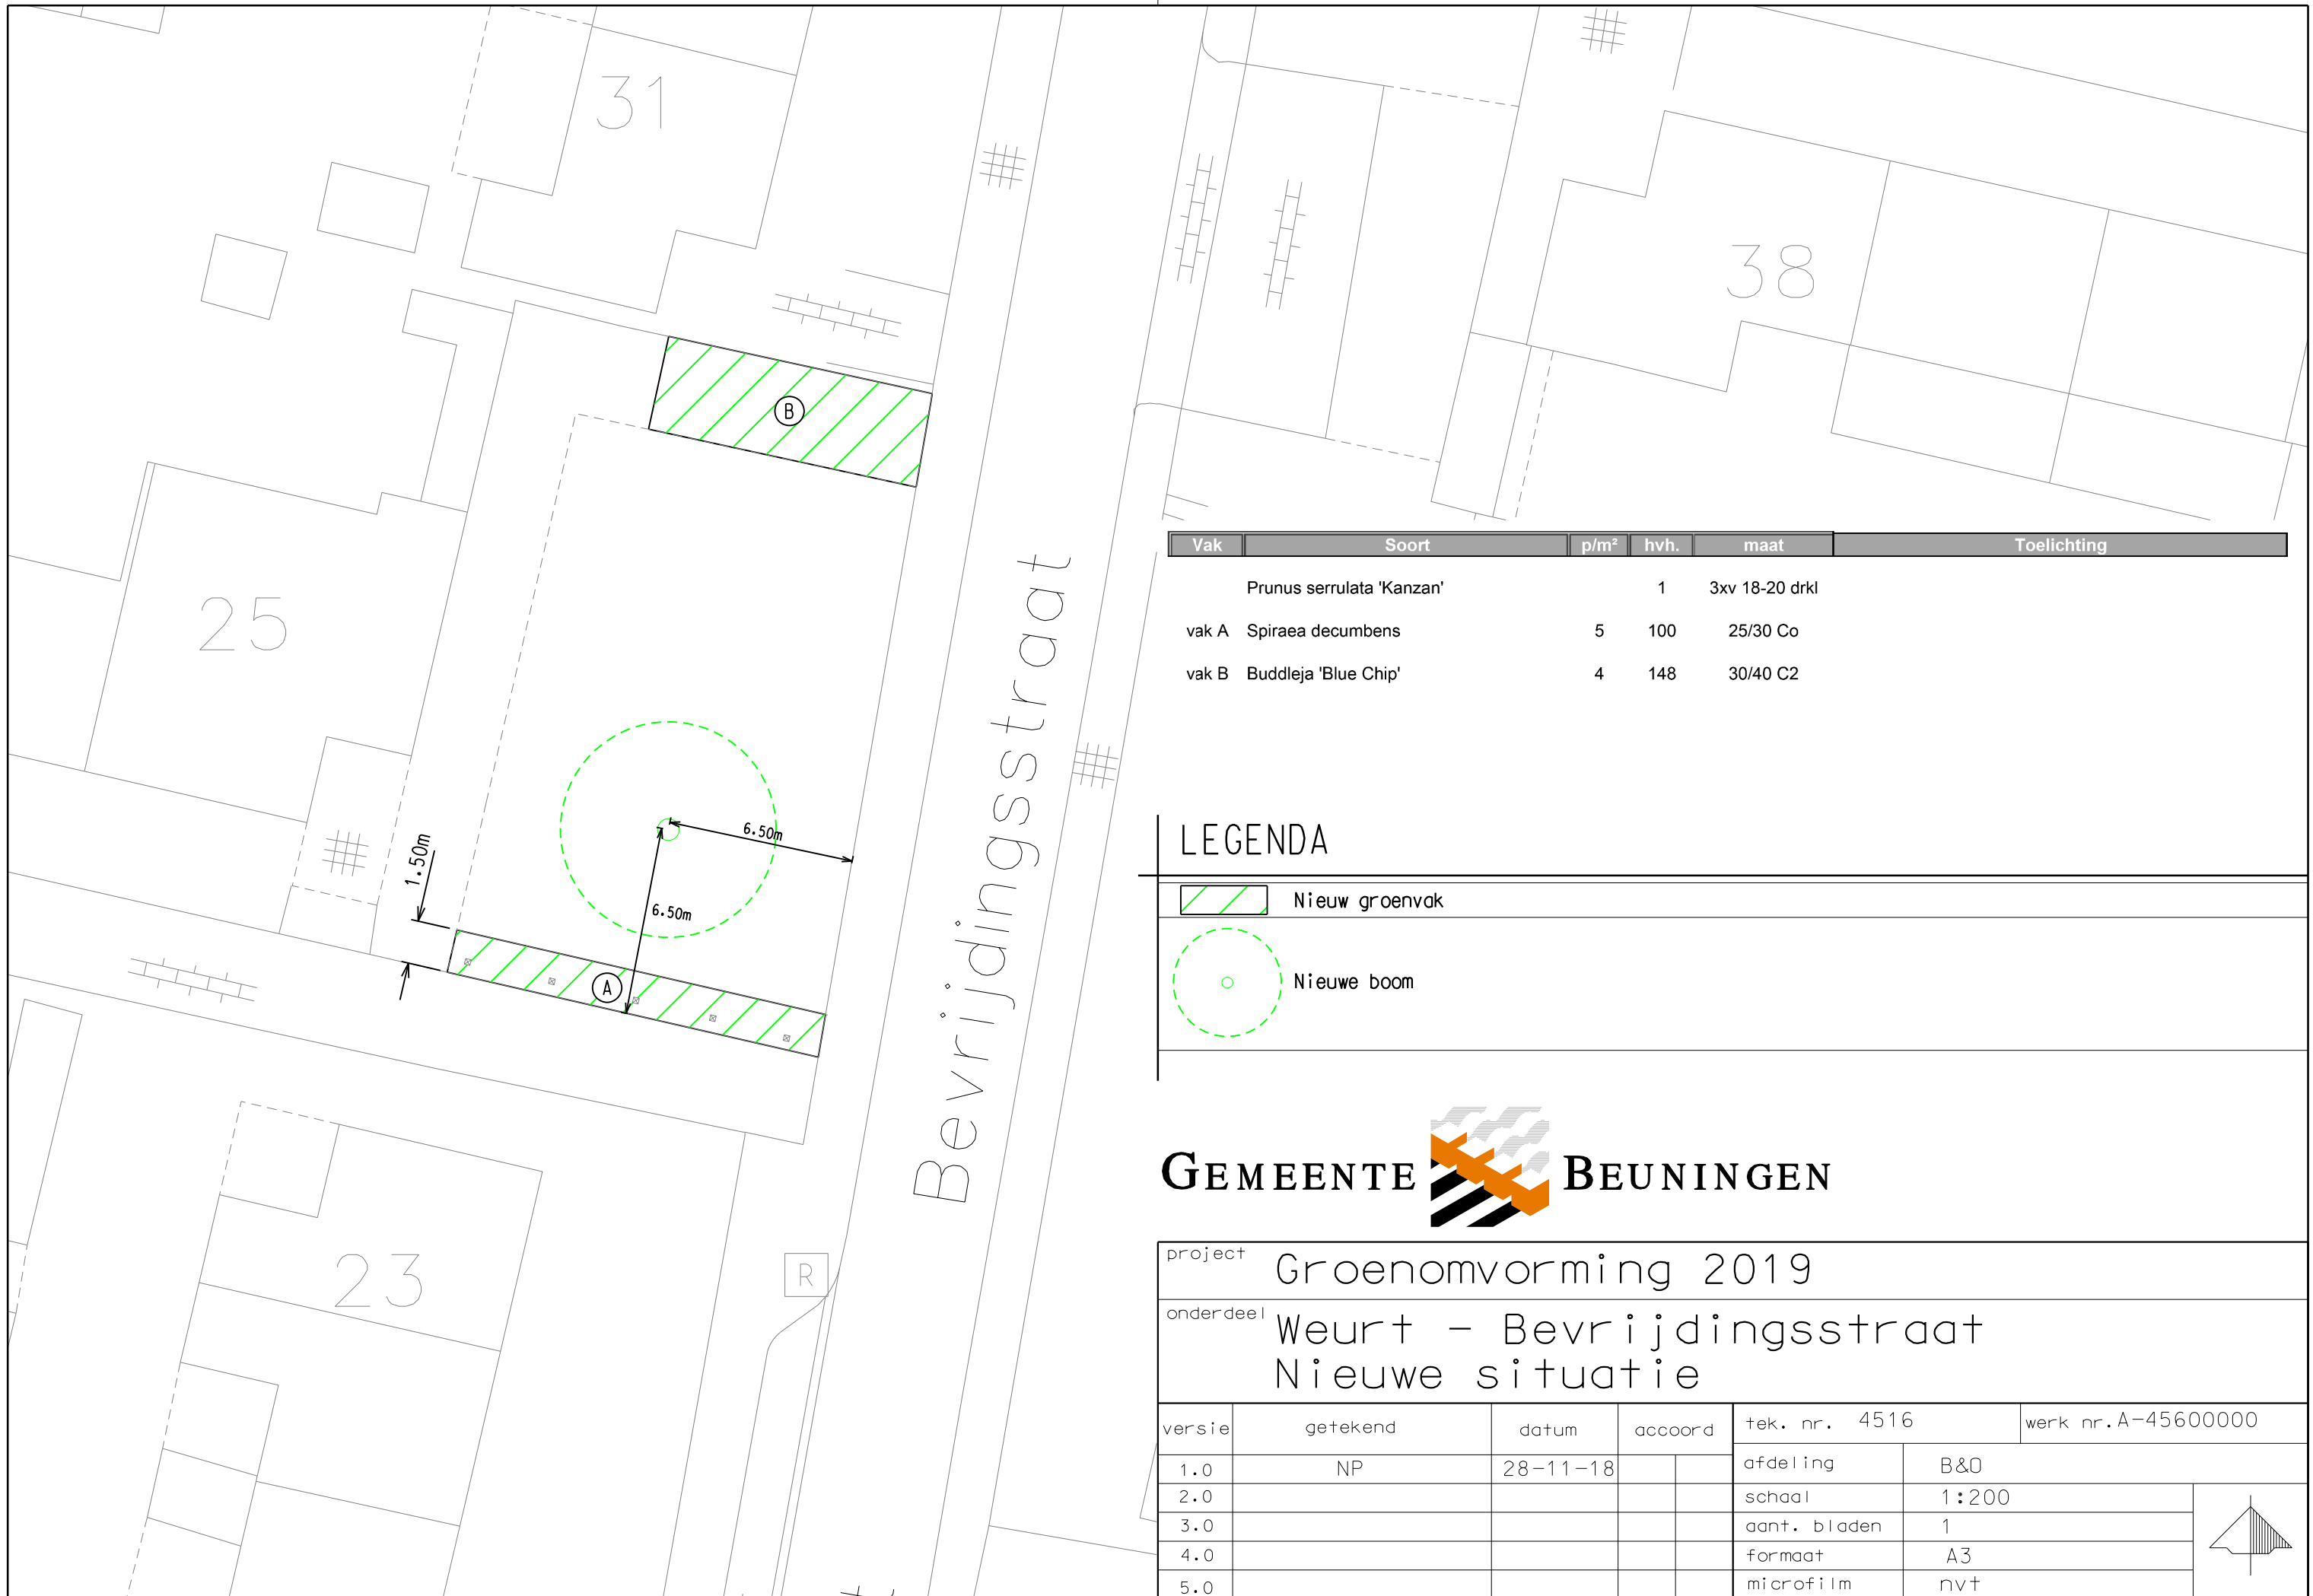 31
38
B
25
Bevrijdingsstraat
Vak Soort p/m² hvh. maat Toelichting
Prunus serrulata 'Kanzan' 1 3xv 18-20 drkl
vak A Spiraea decumbens 5 100 25/30 Co
vak B Buddleja 'Blue Chip' 4 148 30/40 C2
6.50m
1.50m
6.50m
A
LEGENDA
Nieuw groenvak
Nieuwe boom
GEMEENTE BEUNINGEN
23
R
project Groenomvorming 2019
onderdeel Weurt - Bevrijdingsstraat
Nieuwe situatie
versie getekend datum accoord tek. nr. 4516 werk nr. A-45600000
1.0 NP 28-11-18 afdeling B&O
2.0 schaal 1:200
3.0 aant. bladen 1
4.0 formaat A3
5.0 microfilm nvt